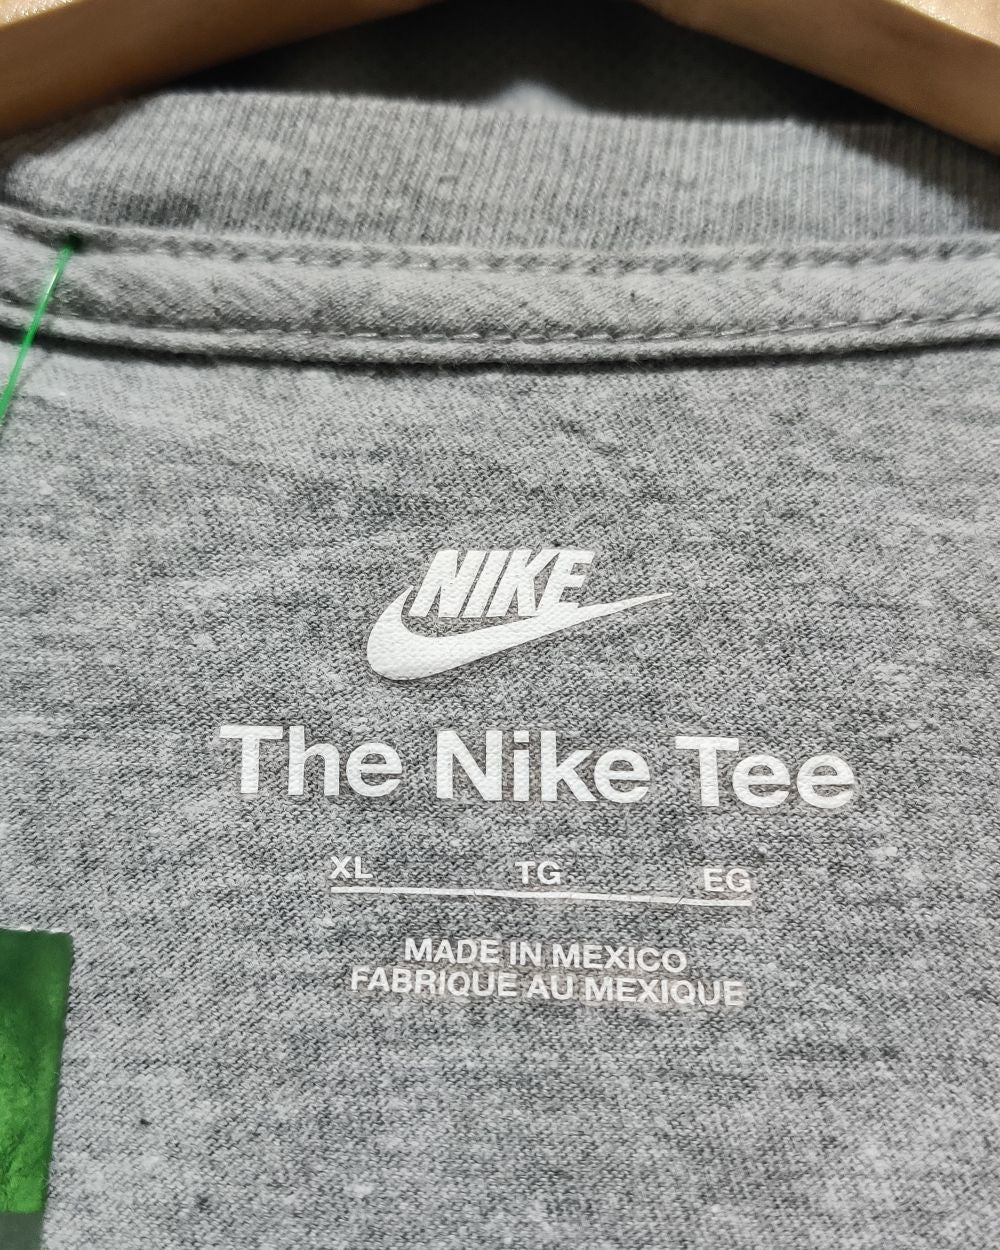 NIKE
The Nike Tee
XL TG EG
MADE IN MEXICO
FABRIQUE AU MEXIQUE